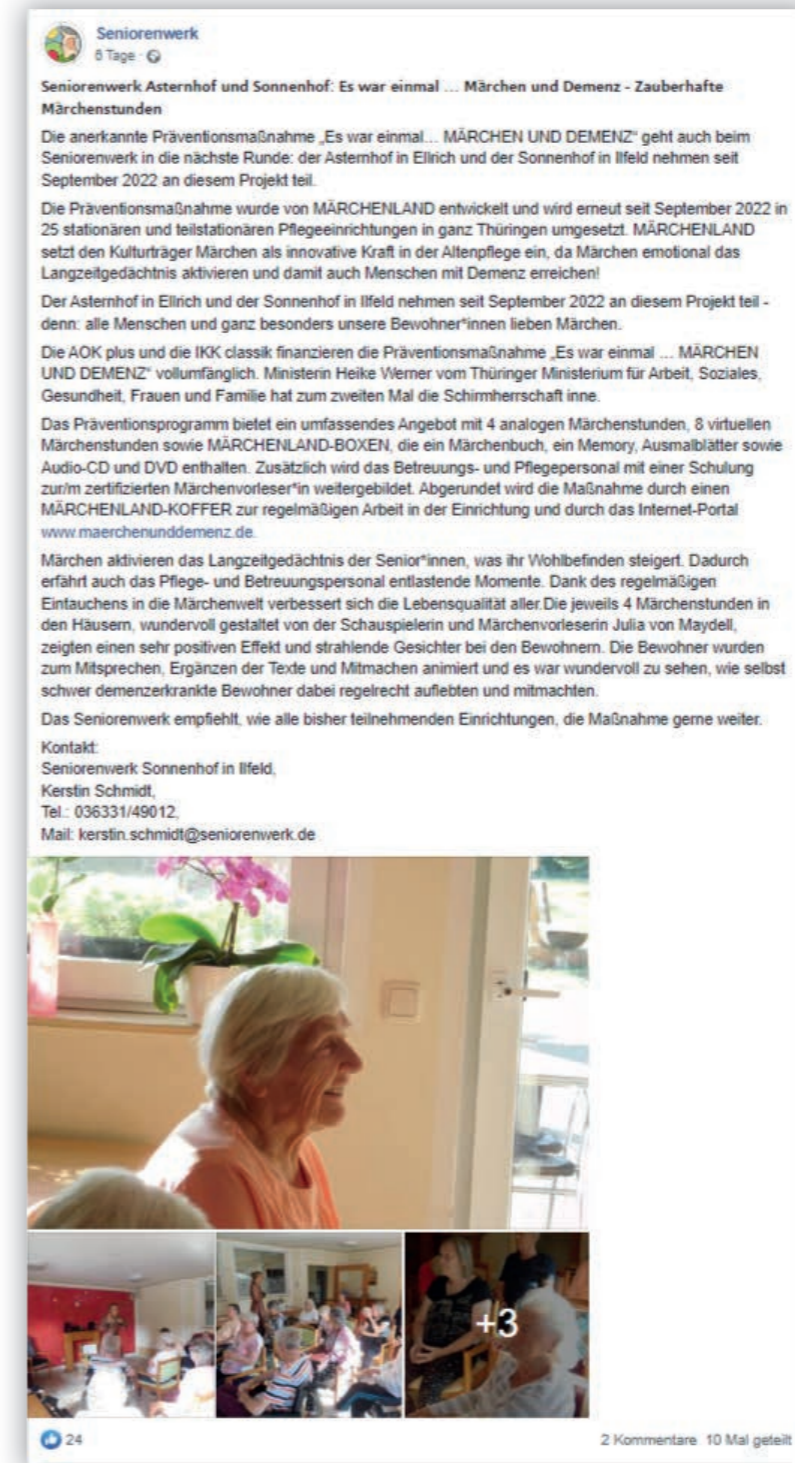 Seniorenwerk
6 Tage ·
Seniorenwerk Asternhof und Sonnenhof: Es war einmal ... Märchen und Demenz - Zauberhafte
Märchenstunden
Die anerkannte Präventionsmaßnahme „Es war einmal... MÄRCHEN UND DEMENZ" geht auch beim
Seniorenwerk in die nächste Runde: der Asternhof in Ellrich und der Sonnenhof in Ilfeld nehmen seit
September 2022 an diesem Projekt teil.
Die Präventionsmaßnahme wurde von MÄRCHENLAND entwickelt und wird erneut seit September 2022 in
25 stationären und teilstationären Pflegeeinrichtungen in ganz Thüringen umgesetzt. MÄRCHENLAND
setzt den Kulturträger Märchen als innovative Kraft in der Altenpflege ein, da Märchen emotional das
Langzeitgedächtnis aktivieren und damit auch Menschen mit Demenz erreichen!
Der Asternhof in Ellrich und der Sonnenhof in Ilfeld nehmen seit September 2022 an diesem Projekt teil -
denn: alle Menschen und ganz besonders unsere Bewohner*innen lieben Märchen.
Die AOK plus und die IKK classik finanzieren die Präventionsmaßnahme „Es war einmal ... MÄRCHEN
UND DEMENZ" vollumfänglich. Ministerin Heike Werner vom Thüringer Ministerium für Arbeit, Soziales,
Gesundheit, Frauen und Familie hat zum zweiten Mal die Schirmherrschaft inne.
Das Präventionsprogramm bietet ein umfassendes Angebot mit 4 analogen Märchenstunden, 8 virtuellen
Märchenstunden sowie MÄRCHENLAND-BOXEN, die ein Märchenbuch, ein Memory, Ausmalblätter sowie
Audio-CD und DVD enthalten. Zusätzlich wird das Betreuungs- und Pflegepersonal mit einer Schulung
zur/m zertifizierten Märchenvorleser*in weitergebildet. Abgerundet wird die Maßnahme durch einen
MÄRCHENLAND-KOFFER zur regelmäßigen Arbeit in der Einrichtung und durch das Internet-Portal
www.maerchenunddemenz.de.
Märchen aktivieren das Langzeitgedächtnis der Senior*innen, was ihr Wohlbefinden steigert. Dadurch
erfährt auch das Pflege- und Betreuungspersonal entlastende Momente. Dank des regelmäßigen
Eintauchens in die Märchenwelt verbessert sich die Lebensqualität aller.Die jeweils 4 Märchenstunden in
den Häusern, wundervoll gestaltet von der Schauspielerin und Märchenvorleserin Julia von Maydell,
zeigten einen sehr positiven Effekt und strahlende Gesichter bei den Bewohnern. Die Bewohner wurden
zum Mitsprechen, Ergänzen der Texte und Mitmachen animiert und es war wundervoll zu sehen, wie selbst
schwer demenzerkrankte Bewohner dabei regelrecht auflebten und mitmachten.
Das Seniorenwerk empfiehlt, wie alle bisher teilnehmenden Einrichtungen, die Maßnahme gerne weiter.
Kontakt:
Seniorenwerk Sonnenhof in Ilfeld,
Kerstin Schmidt,
Tel.: 036331/49012,
Mail: kerstin.schmidt@seniorenwerk.de
+3
24
2 Kommentare 10 Mal geteilt